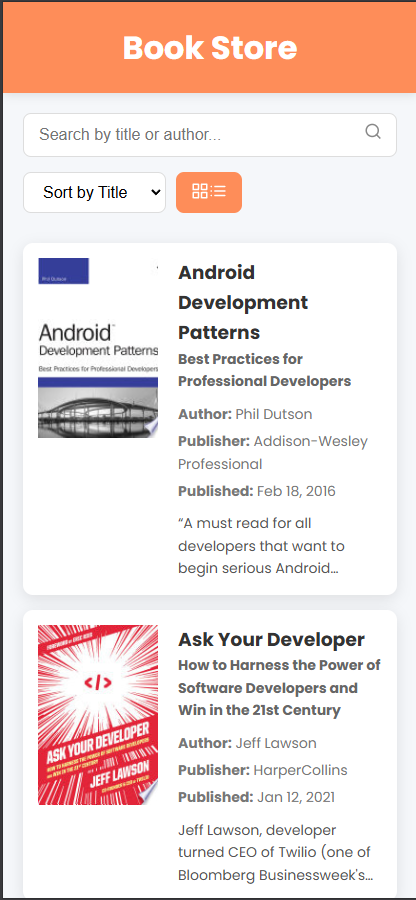 Book Store
Search by title or author...
Sort by Title
Phil Dutson
Android
Development Patterns
Best Practices for Professional Developers
Android
Development
Patterns
Best Practices for
Professional Developers
Author: Phil Dutson
Publisher: Addison-Wesley
Professional
Published: Feb 18, 2016
“A must read for all
developers that want to
begin serious Android…
</>
ASK YOUR DEVELOPER
JEFF LAWSON
Ask Your Developer
How to Harness the Power of
Software Developers and
Win in the 21st Century
Author: Jeff Lawson
Publisher: HarperCollins
Published: Jan 12, 2021
Jeff Lawson, developer
turned CEO of Twilio (one of
Bloomberg Businessweek's…